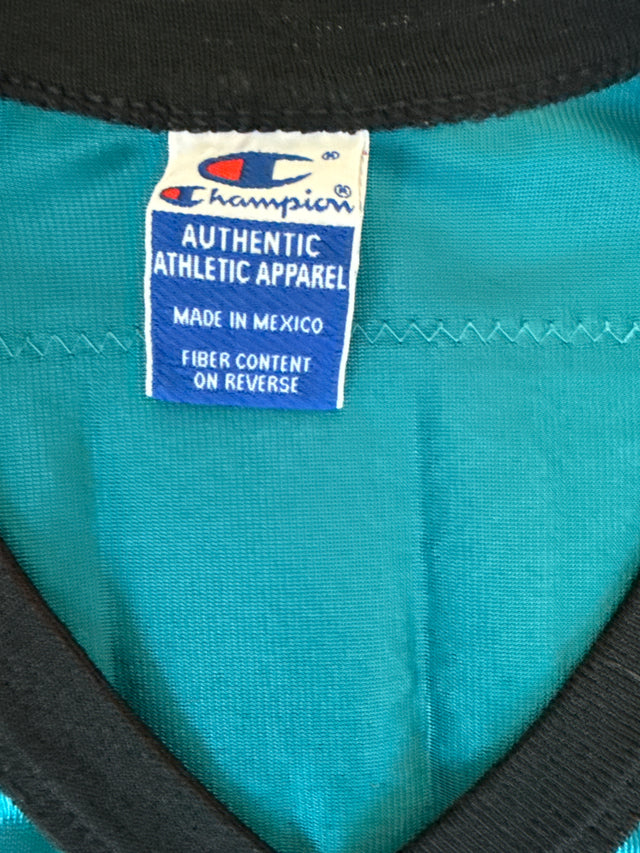 ®
Champion®
AUTHENTIC
ATHLETIC APPAREL
MADE IN MEXICO
FIBER CONTENT
ON REVERSE